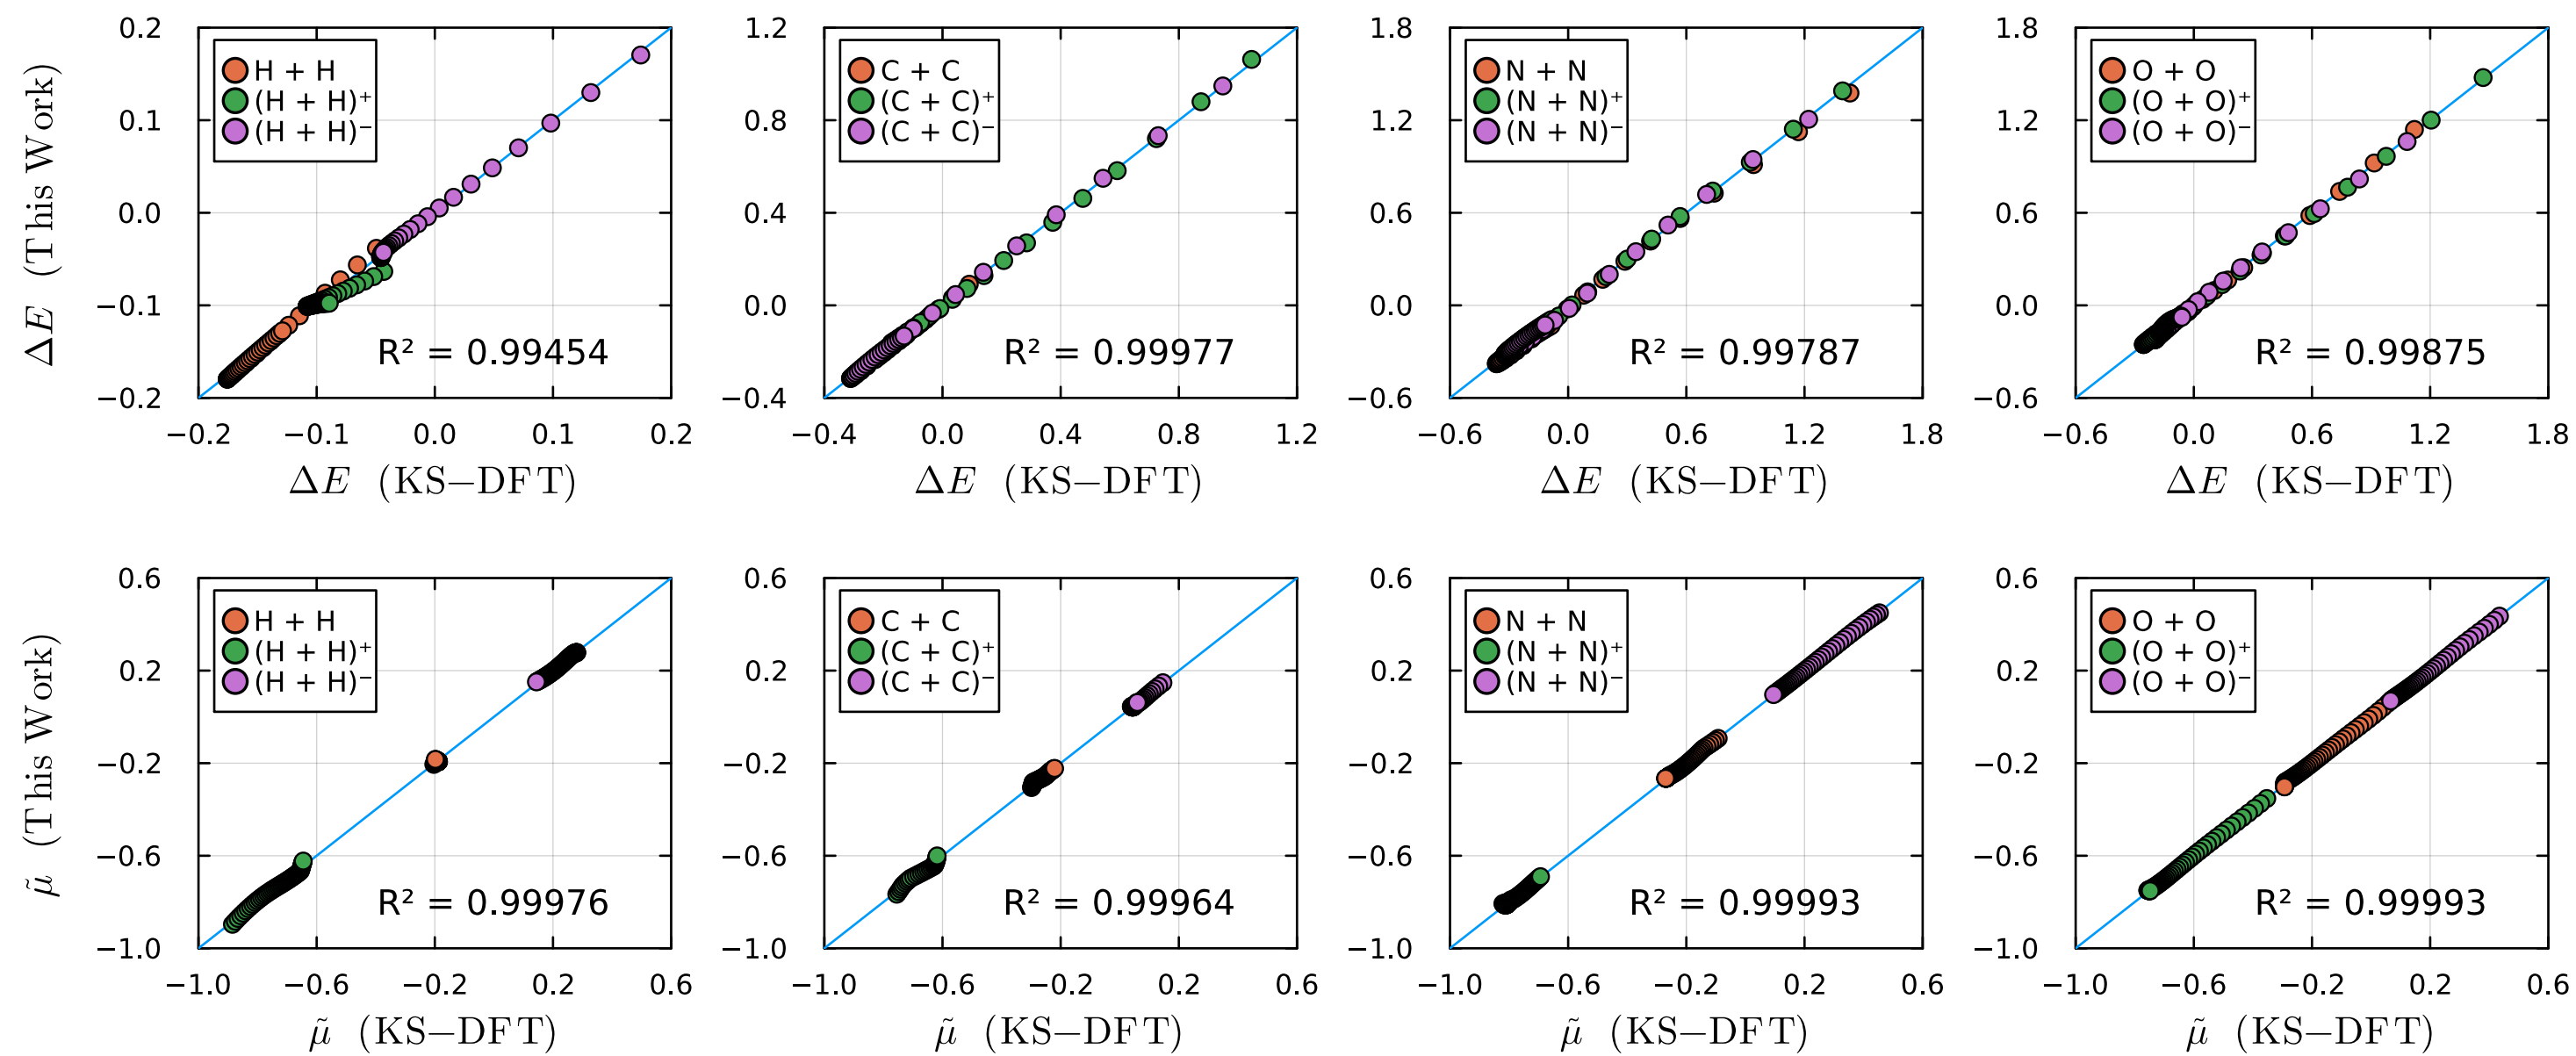 ΔE (This Work)
0.2
0.1
0.0
−0.1
−0.2
H + H
(H + H)⁺
(H + H)⁻
R² = 0.99454
−0.2 −0.1 0.0 0.1 0.2
ΔE (KS−DFT)
1.2
0.8
0.4
0.0
−0.4
C + C
(C + C)⁺
(C + C)⁻
R² = 0.99977
−0.4 0.0 0.4 0.8 1.2
ΔE (KS−DFT)
1.8
1.2
0.6
0.0
−0.6
N + N
(N + N)⁺
(N + N)⁻
R² = 0.99787
−0.6 0.0 0.6 1.2 1.8
ΔE (KS−DFT)
1.8
1.2
0.6
0.0
−0.6
O + O
(O + O)⁺
(O + O)⁻
R² = 0.99875
−0.6 0.0 0.6 1.2 1.8
ΔE (KS−DFT)
μ̃ (This Work)
0.6
0.2
−0.2
−0.6
−1.0
H + H
(H + H)⁺
(H + H)⁻
R² = 0.99976
−1.0 −0.6 −0.2 0.2 0.6
μ̃ (KS−DFT)
0.6
0.2
−0.2
−0.6
−1.0
C + C
(C + C)⁺
(C + C)⁻
R² = 0.99964
−1.0 −0.6 −0.2 0.2 0.6
μ̃ (KS−DFT)
0.6
0.2
−0.2
−0.6
−1.0
N + N
(N + N)⁺
(N + N)⁻
R² = 0.99993
−1.0 −0.6 −0.2 0.2 0.6
μ̃ (KS−DFT)
0.6
0.2
−0.2
−0.6
−1.0
O + O
(O + O)⁺
(O + O)⁻
R² = 0.99993
−1.0 −0.6 −0.2 0.2 0.6
μ̃ (KS−DFT)